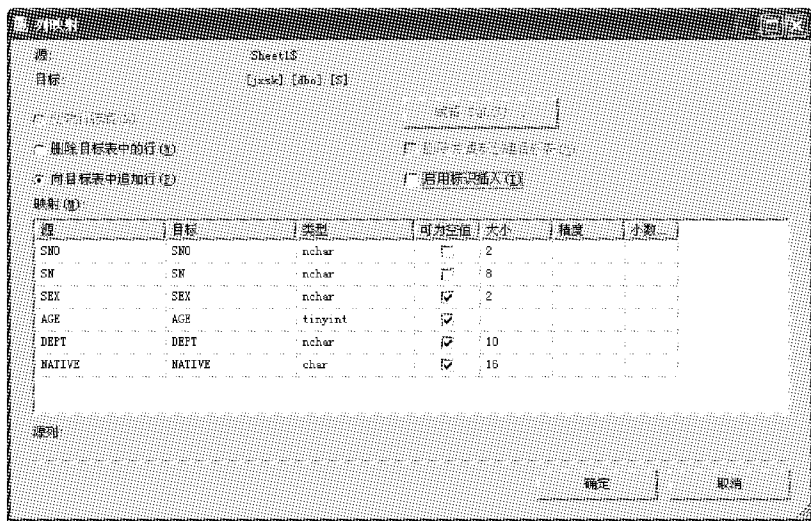 列映射
源: Sheet1$
目标: [jxsk].[dbo].[S]
删除目标表中的行(W)
向目标表中追加行(P) 启用标识插入(I)
映射(M):
源 目标 类型 可为空值 大小 精度 小数...
SNO SNO nchar 2
SN SN nchar 8
SEX SEX nchar 2
AGE AGE tinyint
DEPT DEPT nchar 10
NATIVE NATIVE char 16
源列:
确定 取消